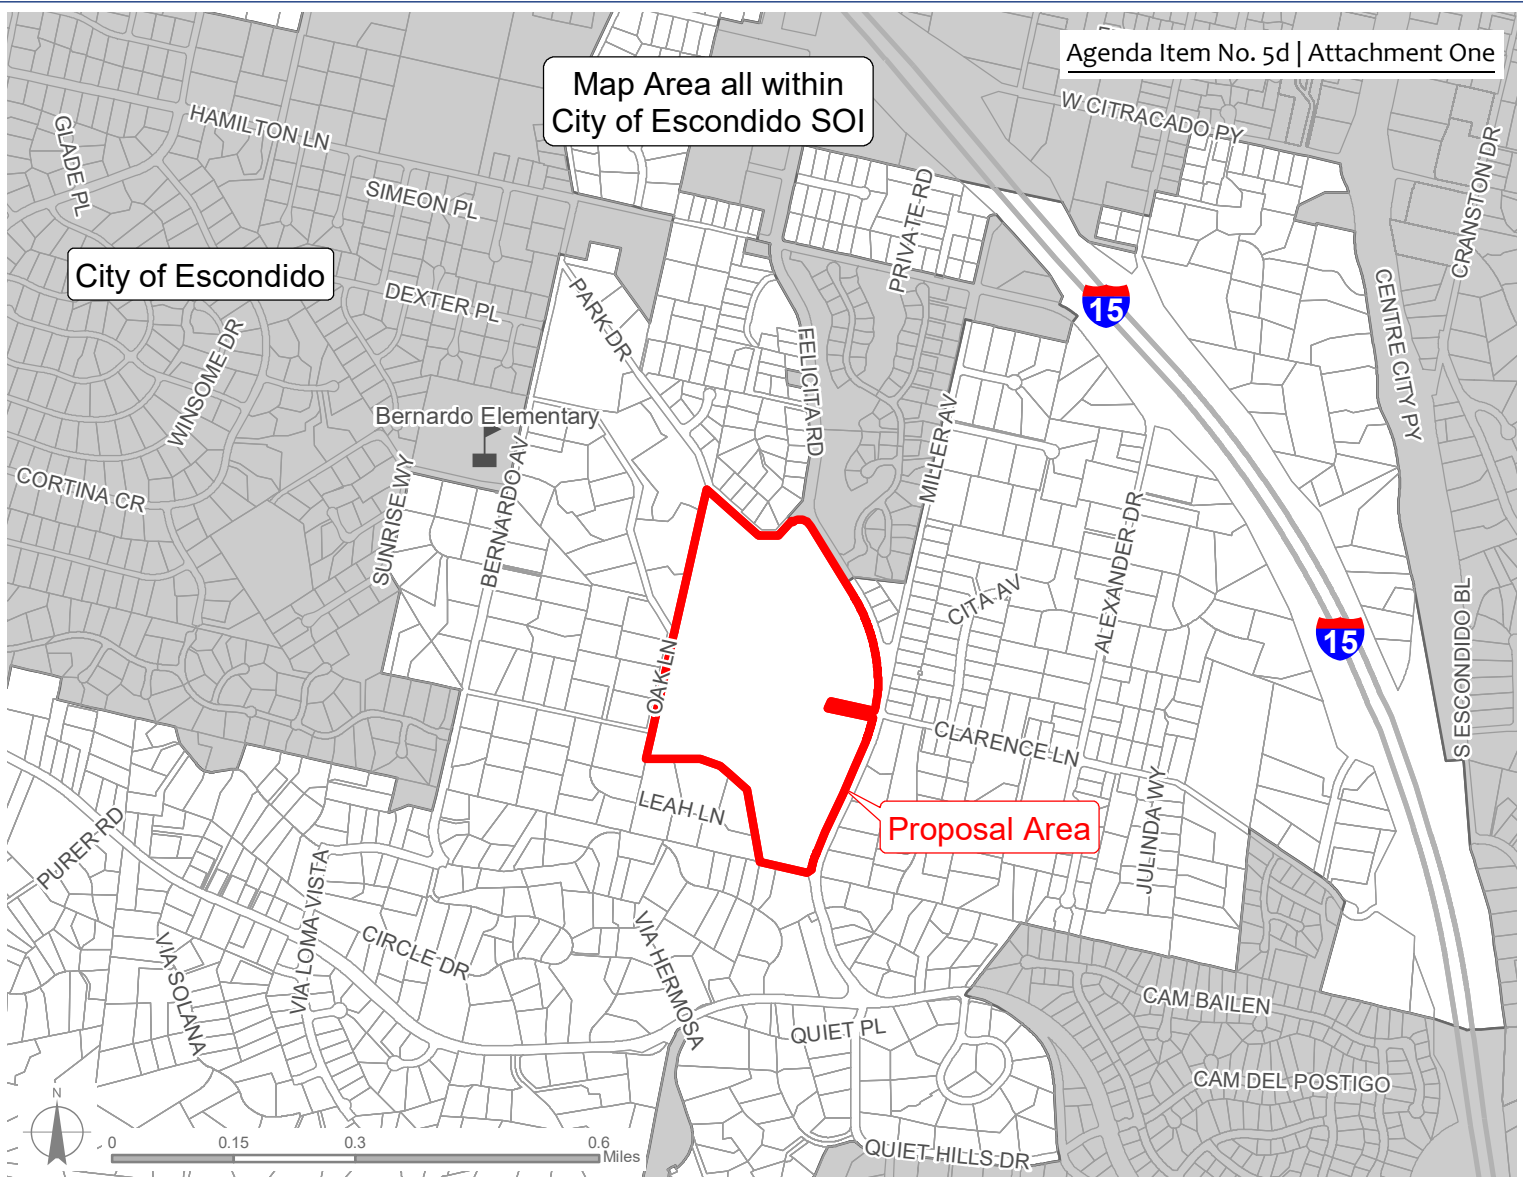 Agenda Item No. 5d | Attachment One
Map Area all within
City of Escondido SOI
W CITRACADO PY
HAMILTON LN
GLADE PL
CRANSTON DR
SIMEON PL
PRIVATE RD
City of Escondido
DEXTER PL
PARK DR
15
CENTRE CITY PY
WINSOME DR
FELICITA RD
Bernardo Elementary
MILLER AV
CORTINA CR
SUNRISE WY
BERNARDO AV
ALEXANDER DR
CITA AV
S ESCONDIDO BL
15
OAK LN
CLARENCE LN
LEAH LN
Proposal Area
JULINDA WY
PURER RD
VIA LOMA VISTA
CIRCLE DR
VIA SOLANA
VIA HERMOSA
CAM BAILEN
QUIET PL
CAM DEL POSTIGO
QUIET HILLS DR
N
0 0.15 0.3 0.6
Miles